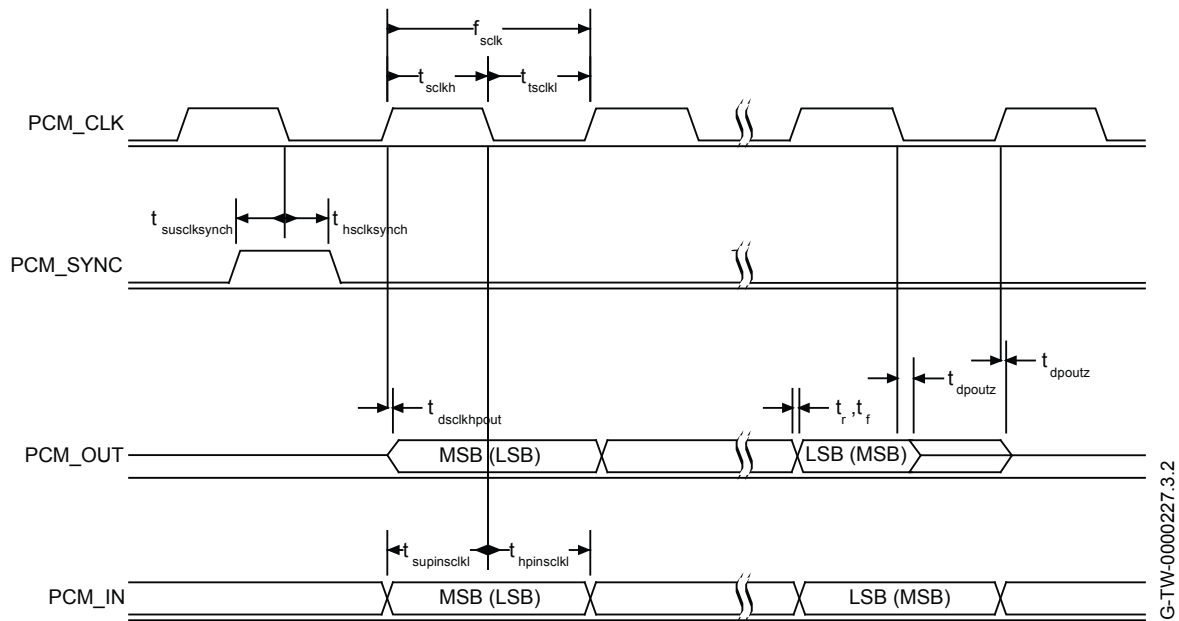 f sclk
t sclkh
t tsclkl
PCM_CLK
t susclksynch
t hsclksynch
PCM_SYNC
t dpoutz
t dpoutz
t dsclkhpout
t r ,t f
PCM_OUT
MSB (LSB)
LSB (MSB)
t supinsclkl
t hpinsclkl
PCM_IN
MSB (LSB)
LSB (MSB)
G-TW-0000227.3.2